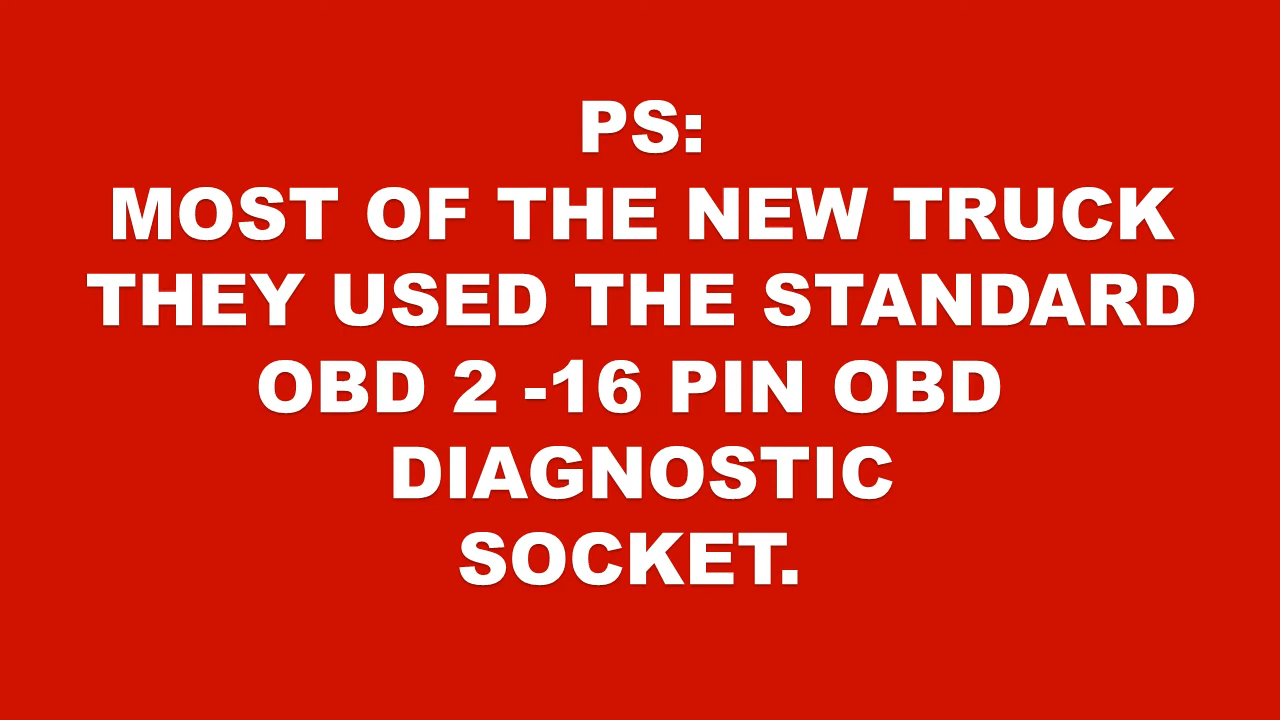 PS:
MOST OF THE NEW TRUCK
THEY USED THE STANDARD
OBD 2 -16 PIN OBD
DIAGNOSTIC
SOCKET.